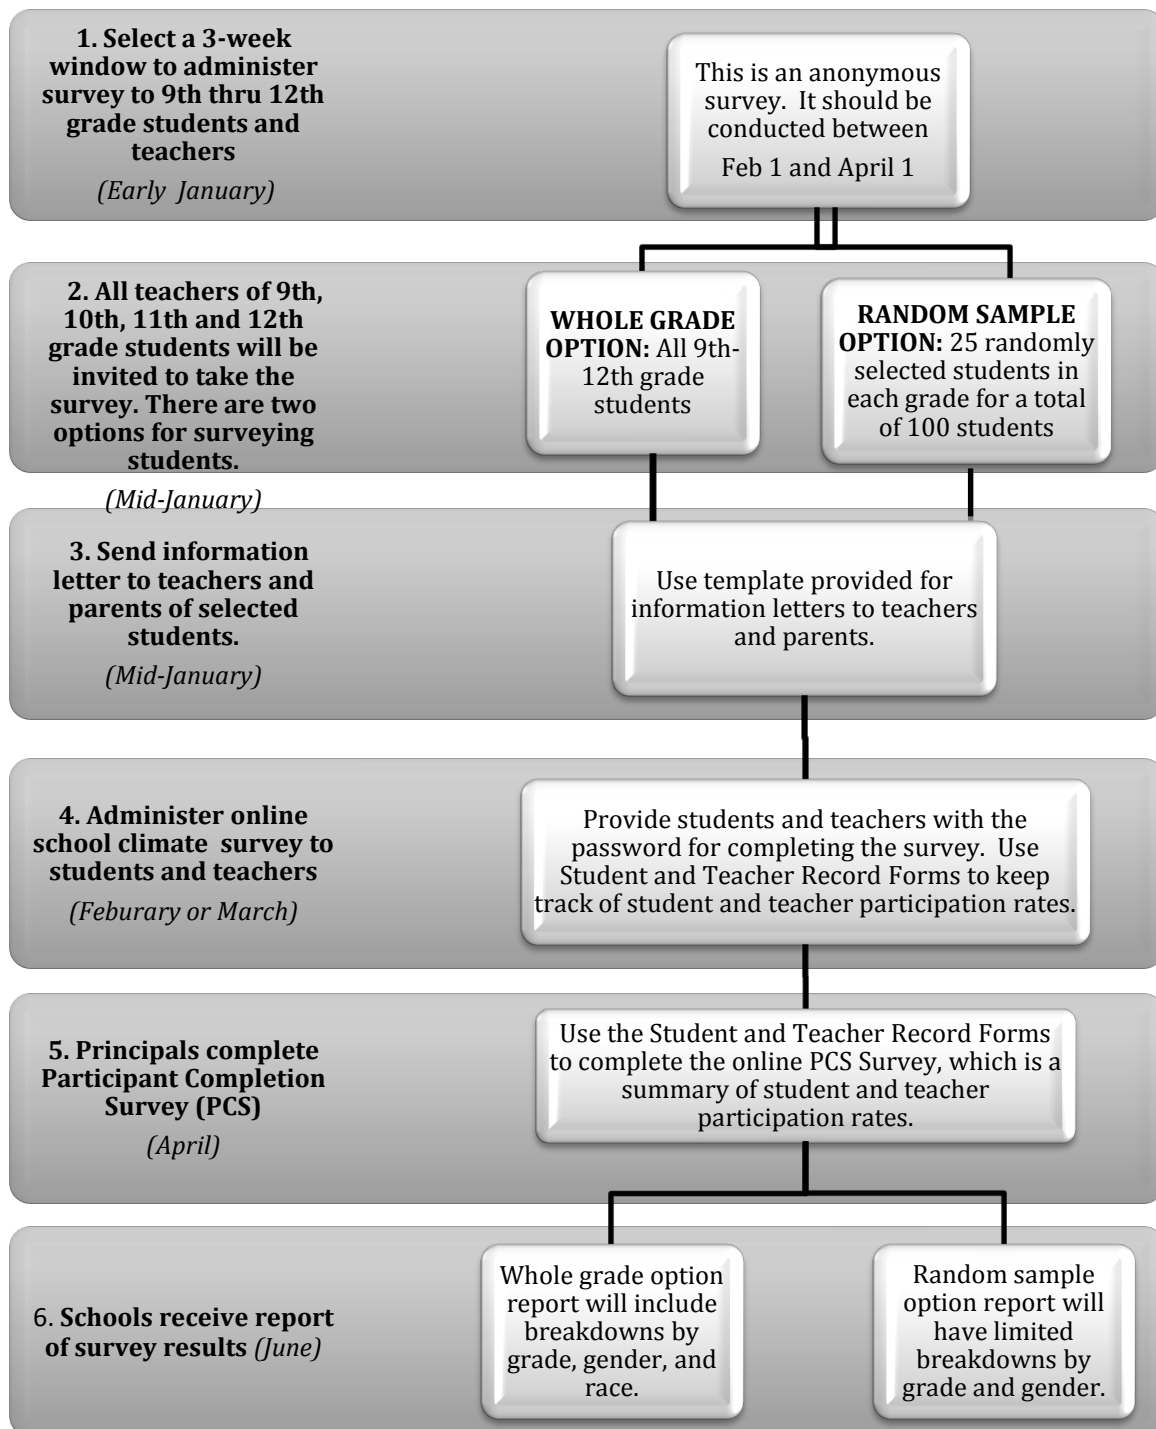 1. Select a 3-week
window to administer
survey to 9th thru 12th
grade students and
teachers
(Early  January)
This is an anonymous
survey.  It should be
conducted between
Feb 1 and April 1
2. All teachers of 9th,
10th, 11th and 12th
grade students will be
invited to take the
survey. There are two
options for surveying
students.
(Mid-January)
WHOLE GRADE
OPTION: All 9th-
12th grade
students
RANDOM SAMPLE
OPTION: 25 randomly
selected students in
each grade for a total
of 100 students
3. Send information
letter to teachers and
parents of selected
students.
(Mid-January)
Use template provided for
information letters to teachers
and parents.
4. Administer online
school climate  survey to
students and teachers
(Feburary or March)
Provide students and teachers with the
password for completing the survey.  Use
Student and Teacher Record Forms to keep
track of student and teacher participation rates.
5. Principals complete
Participant Completion
Survey (PCS)
(April)
Use the Student and Teacher Record Forms
to complete the online PCS Survey, which is a
summary of student and teacher
participation rates.
6. Schools receive report
of survey results (June)
Whole grade option
report will include
breakdowns by
grade, gender, and
race.
Random sample
option report will
have limited
breakdowns by
grade and gender.